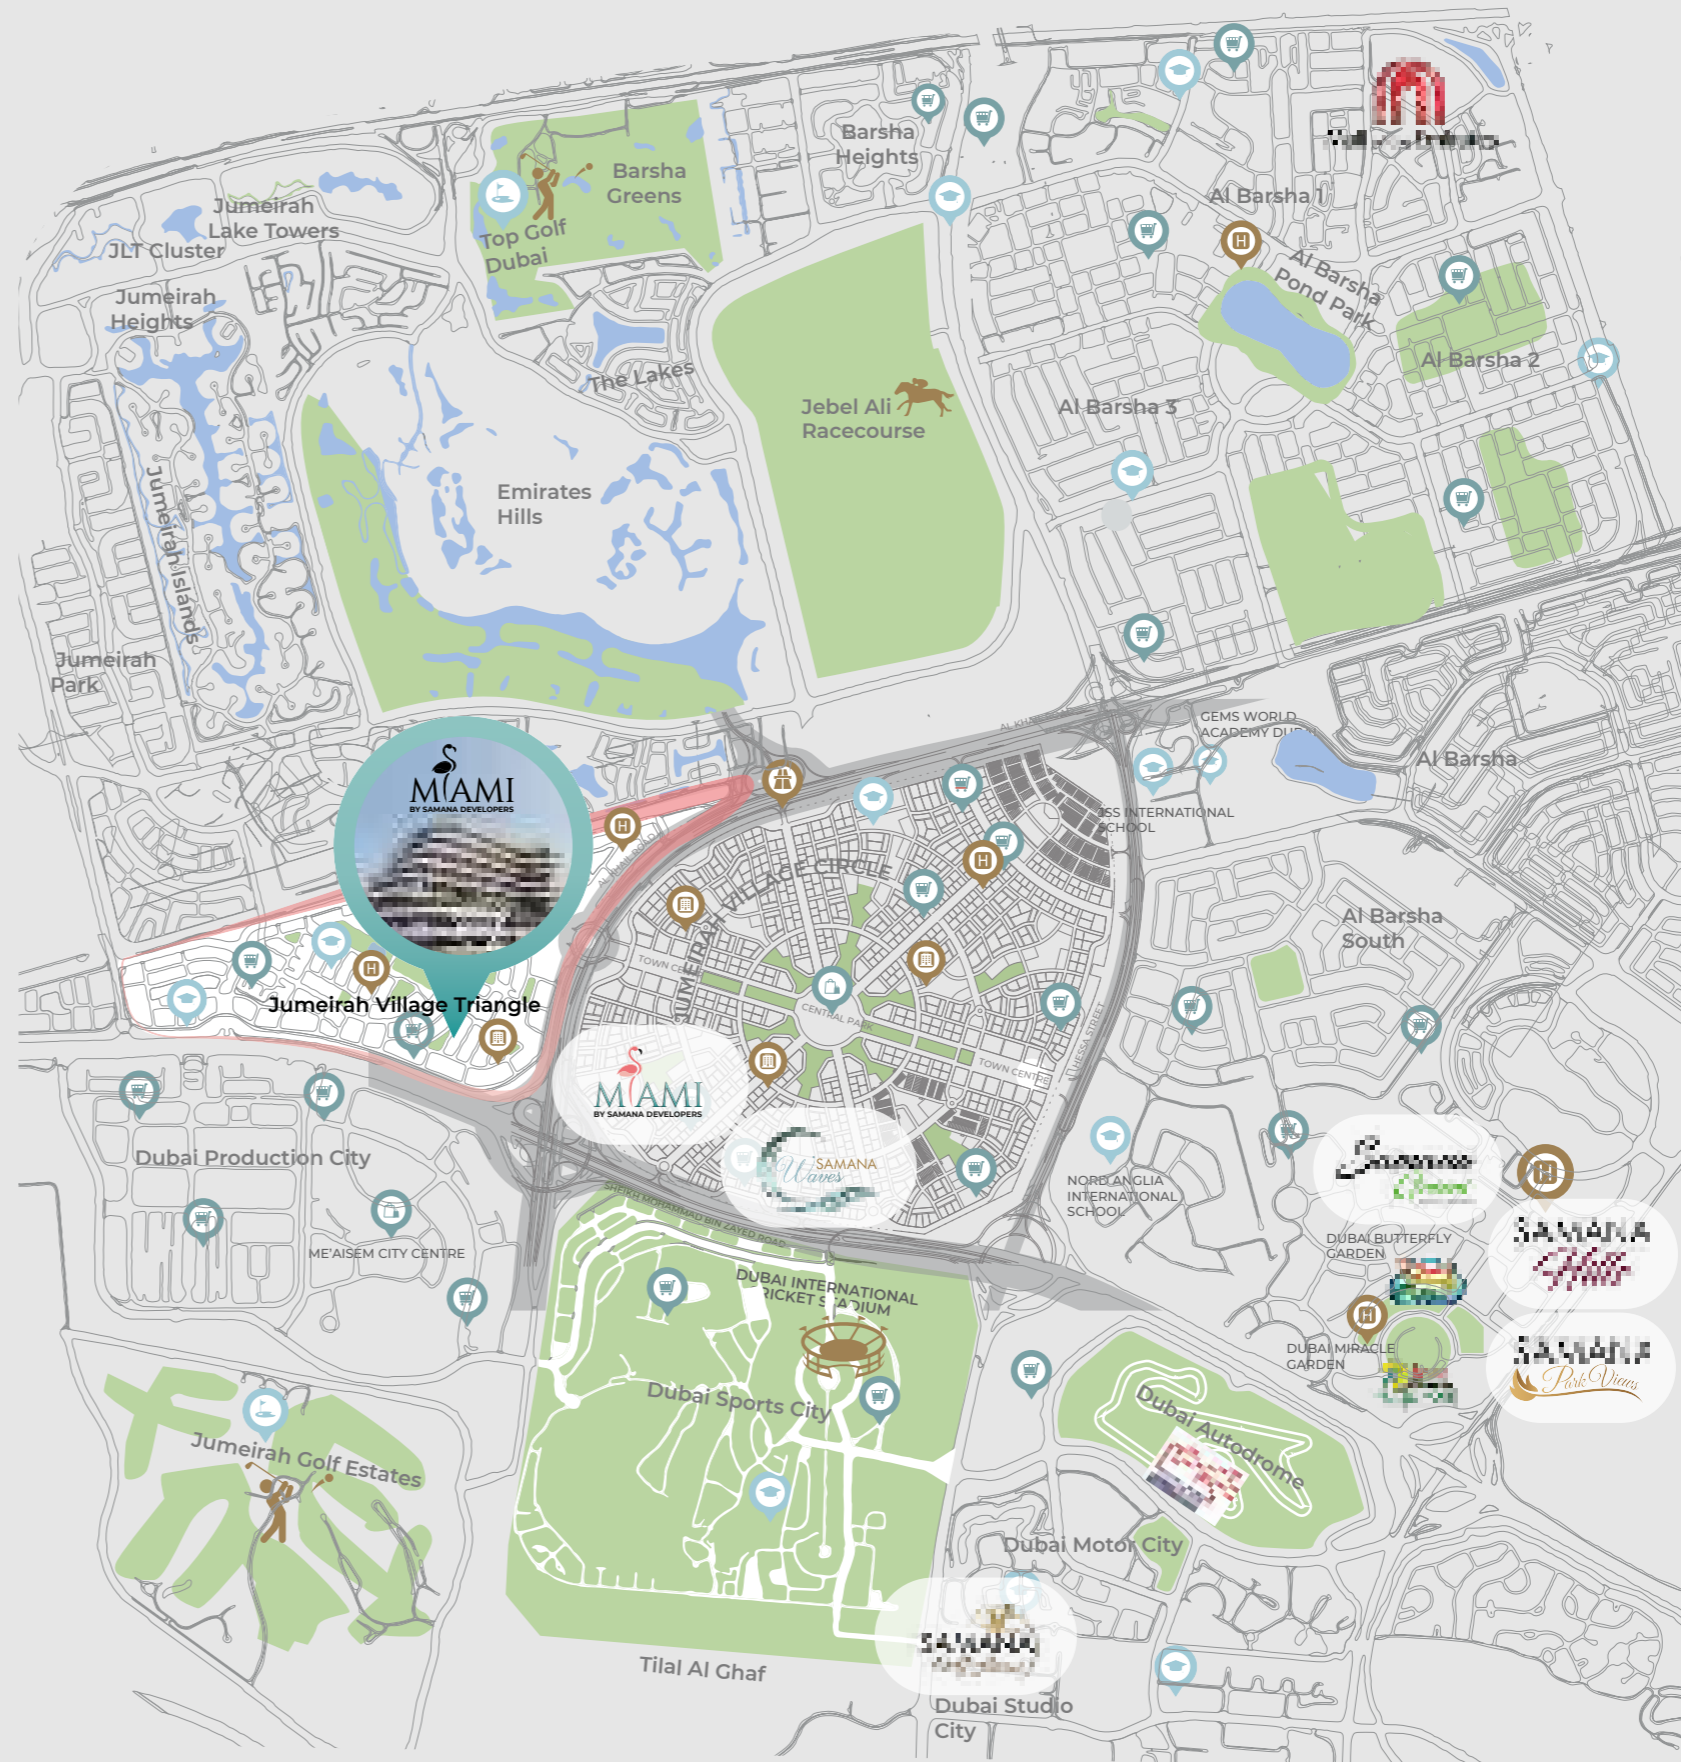 Barsha
Heights
Barsha
Greens
Top Golf
Dubai
Jumeirah
Lake Towers
JLT Cluster
Jumeirah
Heights
Al Barsha 1
Al Barsha
Pond Park
Al Barsha 2
Al Barsha 3
The Lakes
Jebel Ali
Racecourse
Emirates
Hills
Jumeirah Islands
Jumeirah
Park
GEMS WORLD
Al Barsha
MIAMI
BY SAMANA DEVELOPERS
JSS INTERNATIONAL
SCHOOL
AL KHAIL ROAD
JUMEIRAH VILLAGE CIRCLE
Al Barsha
South
TOWN
CENTRAL PARK
TOWN CENTRE
HESSA STREET
Jumeirah Village Triangle
MIAMI
BY SAMANA DEVELOPERS
SAMANA
Waves
Dubai Production City
ME'AISEM CITY CENTRE
SHEIKH MOHAMMAD BIN ZAYED ROAD
NORD ANGLIA
INTERNATIONAL
SCHOOL
DUBAI BUTTERFLY
GARDEN
SAMANA
DUBAI INTERNATIONAL
CRICKET STADIUM
DUBAI MIRACLE
GARDEN
SAMANA
Park Views
Dubai Sports City
Dubai Autodrome
Jumeirah Golf Estates
Dubai Motor City
SAMANA
Tilal Al Ghaf
Dubai Studio
City